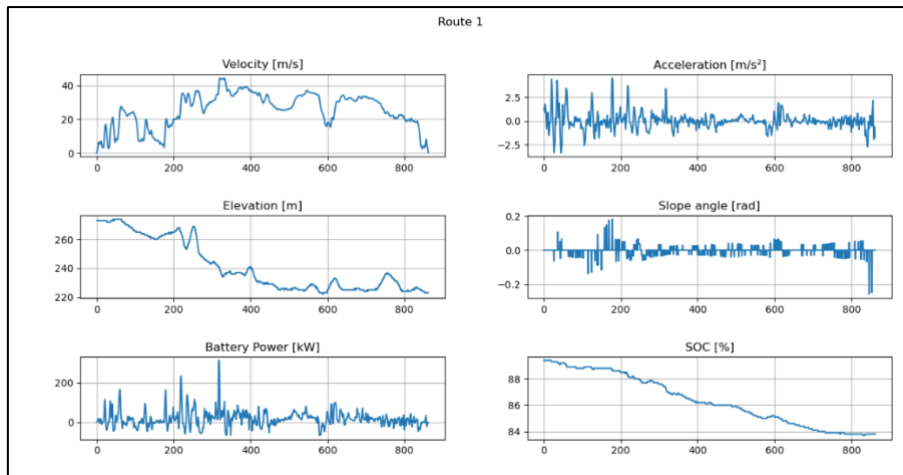 Route 1
Velocity [m/s]
40
20
0
0 200 400 600 800
Acceleration [m/s²]
2.5
0.0
−2.5
0 200 400 600 800
Elevation [m]
260
240
220
0 200 400 600 800
Slope angle [rad]
0.2
0.0
−0.2
0 200 400 600 800
Battery Power [kW]
200
0
0 200 400 600 800
SOC [%]
88
86
84
0 200 400 600 800